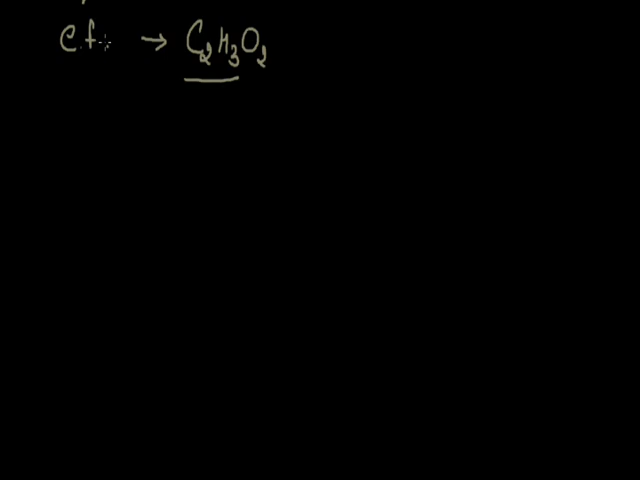 e.f. → C₂H₃O₂